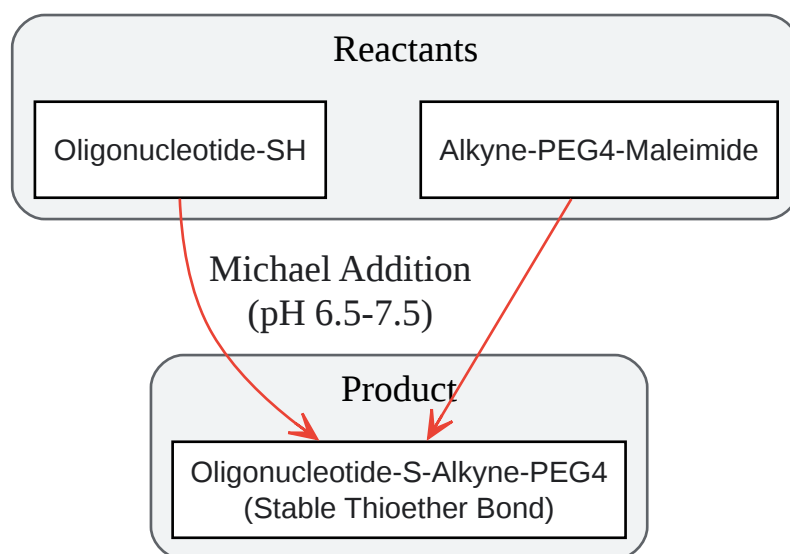 Reactants
Oligonucleotide-SH
Alkyne-PEG4-Maleimide
Michael Addition
(pH 6.5-7.5)
Product
Oligonucleotide-S-Alkyne-PEG4
(Stable Thioether Bond)